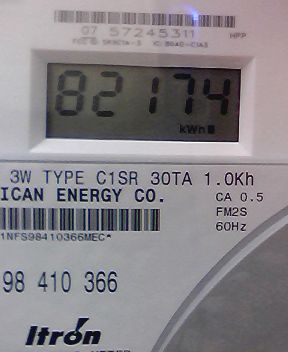 07 57245311 HPP
82174
kWh
3W TYPE C1SR 30TA 1.0Kh
ICAN ENERGY CO. CA 0.5
FM2S
60Hz
1NFS98410366MEC*
98 410 366
Itron